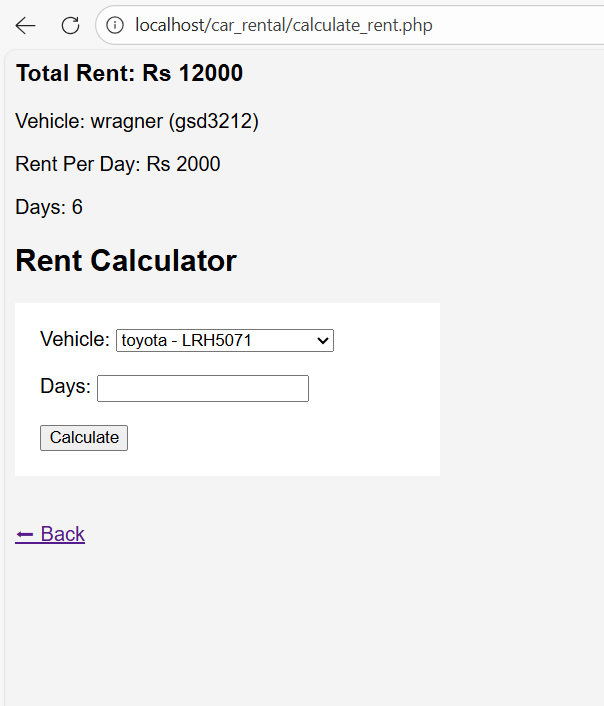 localhost/car_rental/calculate_rent.php
Total Rent: Rs 12000
Vehicle: wragner (gsd3212)
Rent Per Day: Rs 2000
Days: 6
Rent Calculator
Vehicle: toyota - LRH5071
Days:
Calculate
← Back